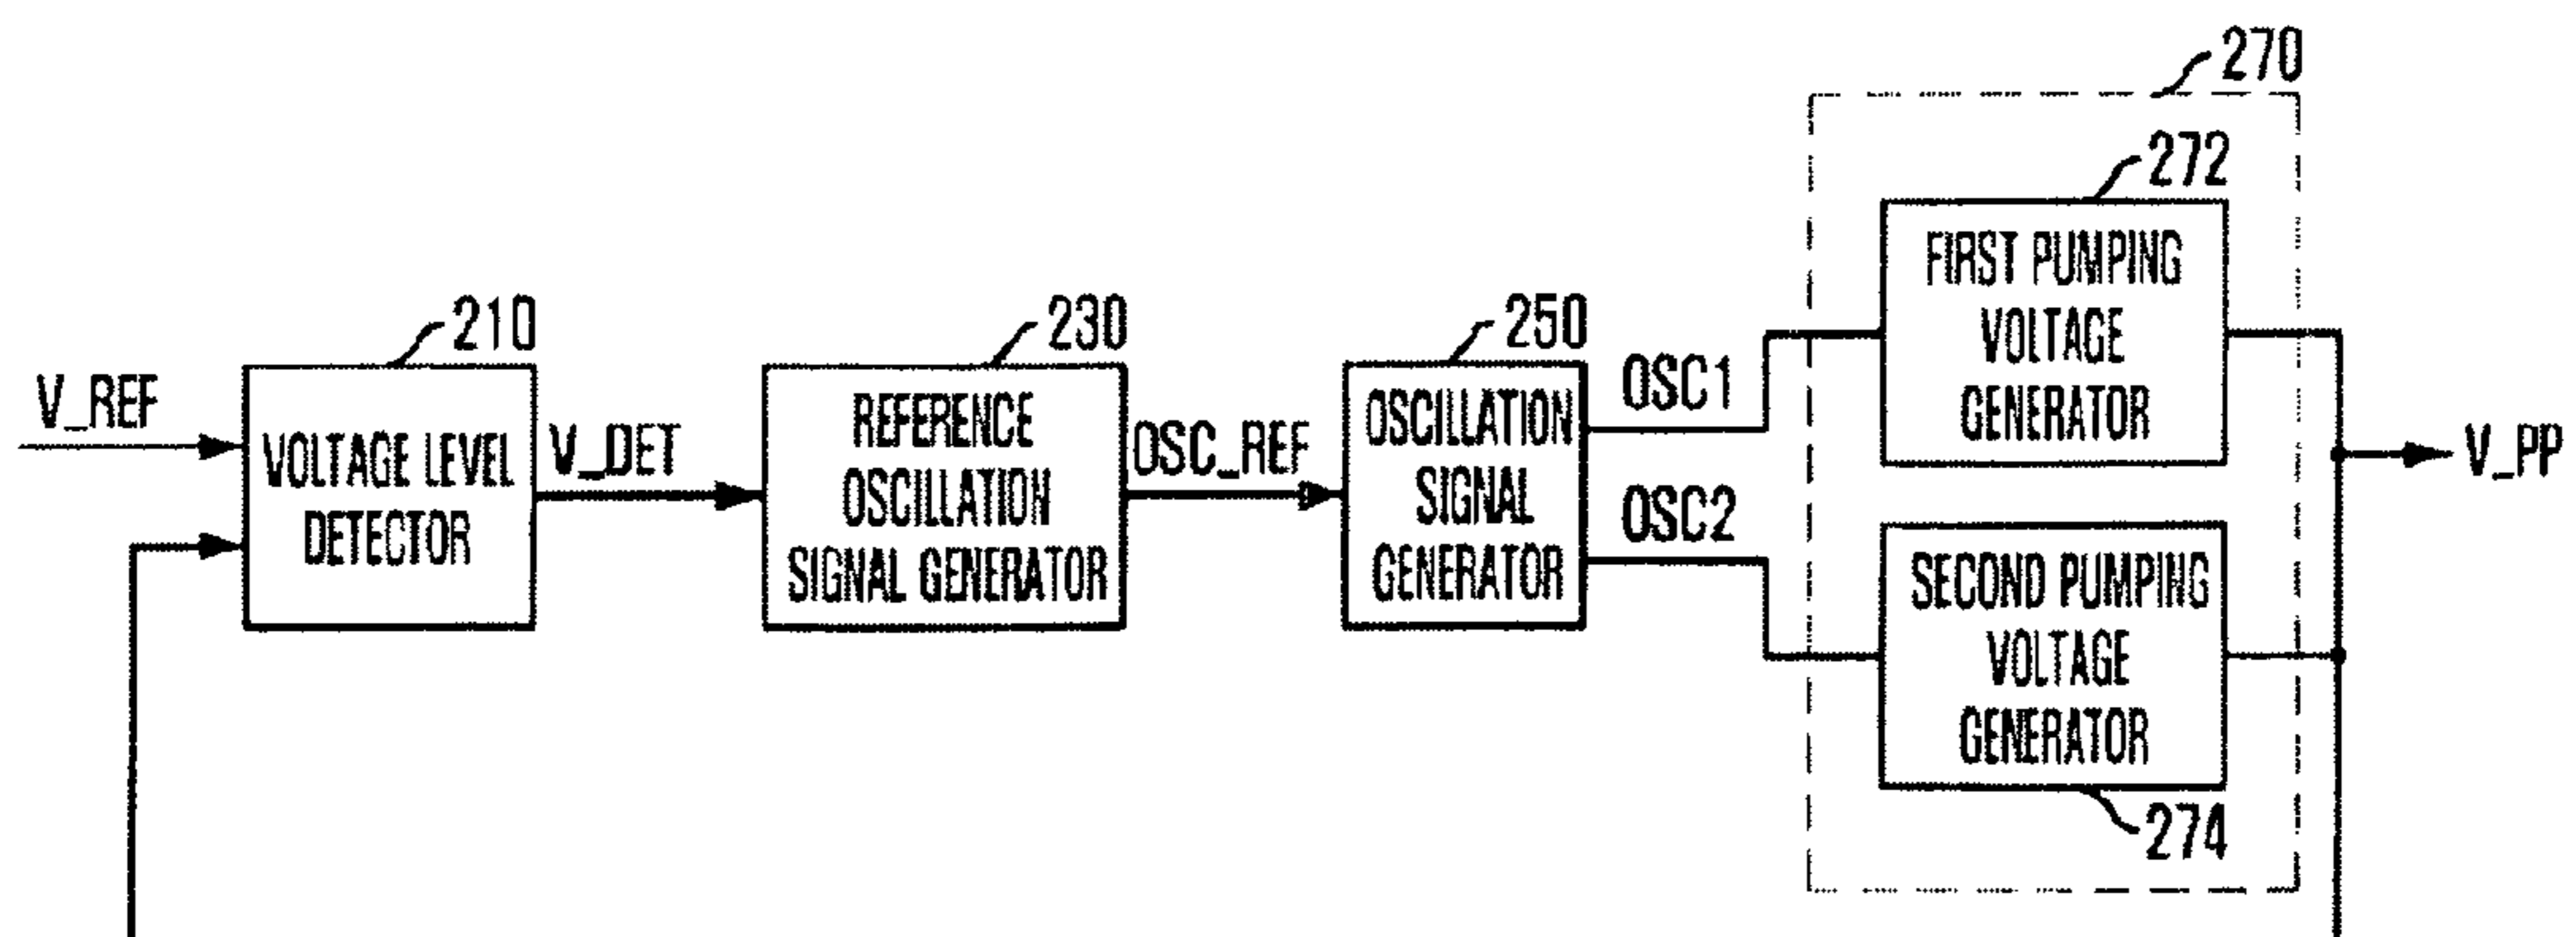 270
272
FIRST PUMPING
VOLTAGE
GENERATOR
210
230
250
V_REF
VOLTAGE LEVEL
DETECTOR
V_DET
REFERENCE
OSCILLATION
SIGNAL GENERATOR
OSC_REF
OSCILLATION
SIGNAL
GENERATOR
OSC1
OSC2
V_PP
SECOND PUMPING
VOLTAGE
GENERATOR
274